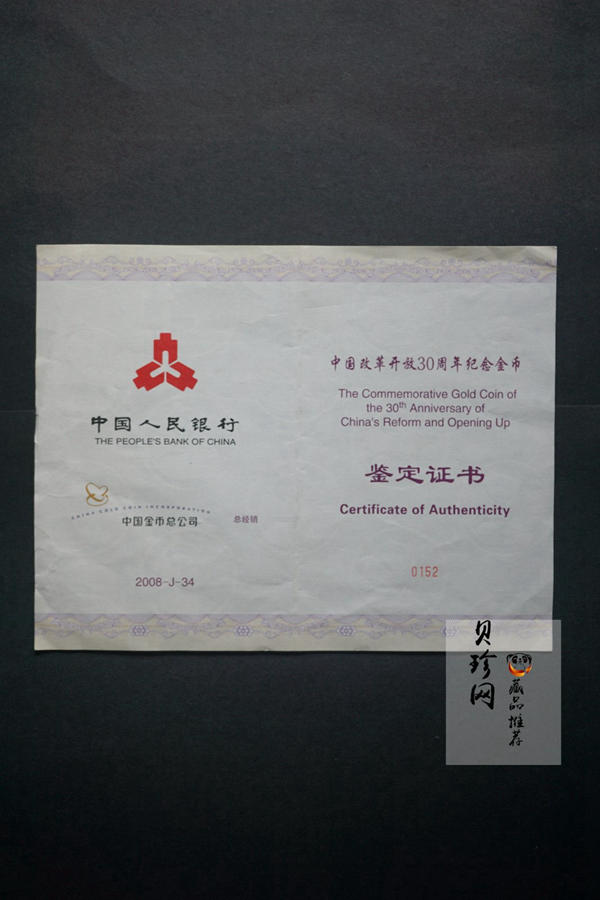 中国人民银行
THE PEOPLE'S BANK OF CHINA
CHINA GOLD COIN INCORPORATION
中国金币总公司 总经销
2008-J-34
中国改革开放30周年纪念金币
The Commemorative Gold Coin of
the 30th Anniversary of
China's Reform and Opening Up
鉴定证书
Certificate of Authenticity
0152
贝珍网
藏品推荐